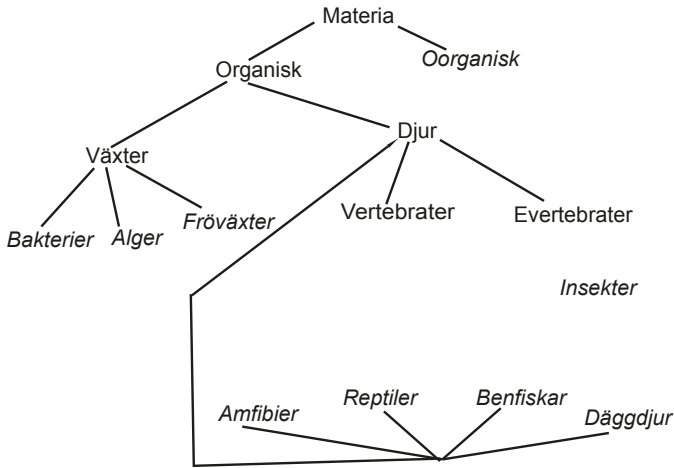 Materia
Oorganisk
Organisk
Djur
Växter
Vertebrater
Evertebrater
Fröväxter
Bakterier
Alger
Insekter
Amfibier
Reptiler
Benfiskar
Däggdjur